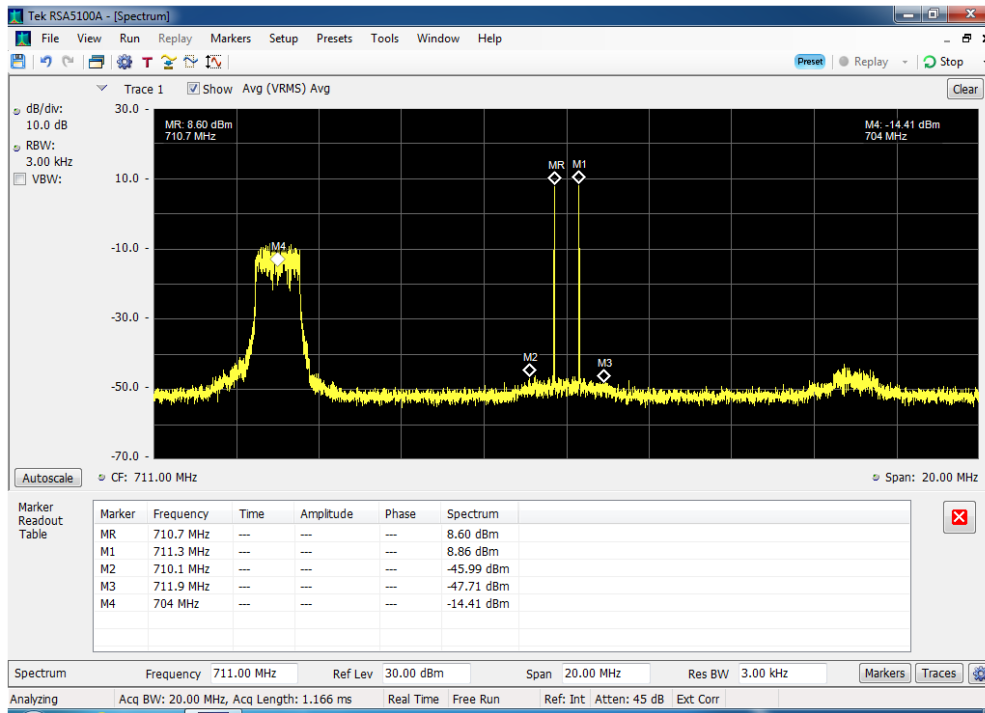 Tek RSA5100A - [Spectrum]
File View Run Replay Markers Setup Presets Tools Window Help
T
Preset Replay Stop
Trace 1 Show Avg (VRMS) Avg Clear
dB/div:
10.0 dB
RBW:
3.00 kHz
VBW:
30.0
10.0
-10.0
-30.0
-50.0
-70.0
MR: 8.60 dBm
710.7 MHz
M4: -14.41 dBm
704 MHz
MR M1
M4
M2
M3
Autoscale CF: 711.00 MHz Span: 20.00 MHz
Marker
Readout
Table
Marker Frequency Time Amplitude Phase Spectrum
MR 710.7 MHz --- --- --- 8.60 dBm
M1 711.3 MHz --- --- --- 8.86 dBm
M2 710.1 MHz --- --- --- -45.99 dBm
M3 711.9 MHz --- --- --- -47.71 dBm
M4 704 MHz --- --- --- -14.41 dBm
Spectrum Frequency 711.00 MHz Ref Lev 30.00 dBm Span 20.00 MHz Res BW 3.00 kHz Markers Traces
Analyzing Acq BW: 20.00 MHz, Acq Length: 1.166 ms Real Time Free Run Ref: Int Atten: 45 dB Ext Corr